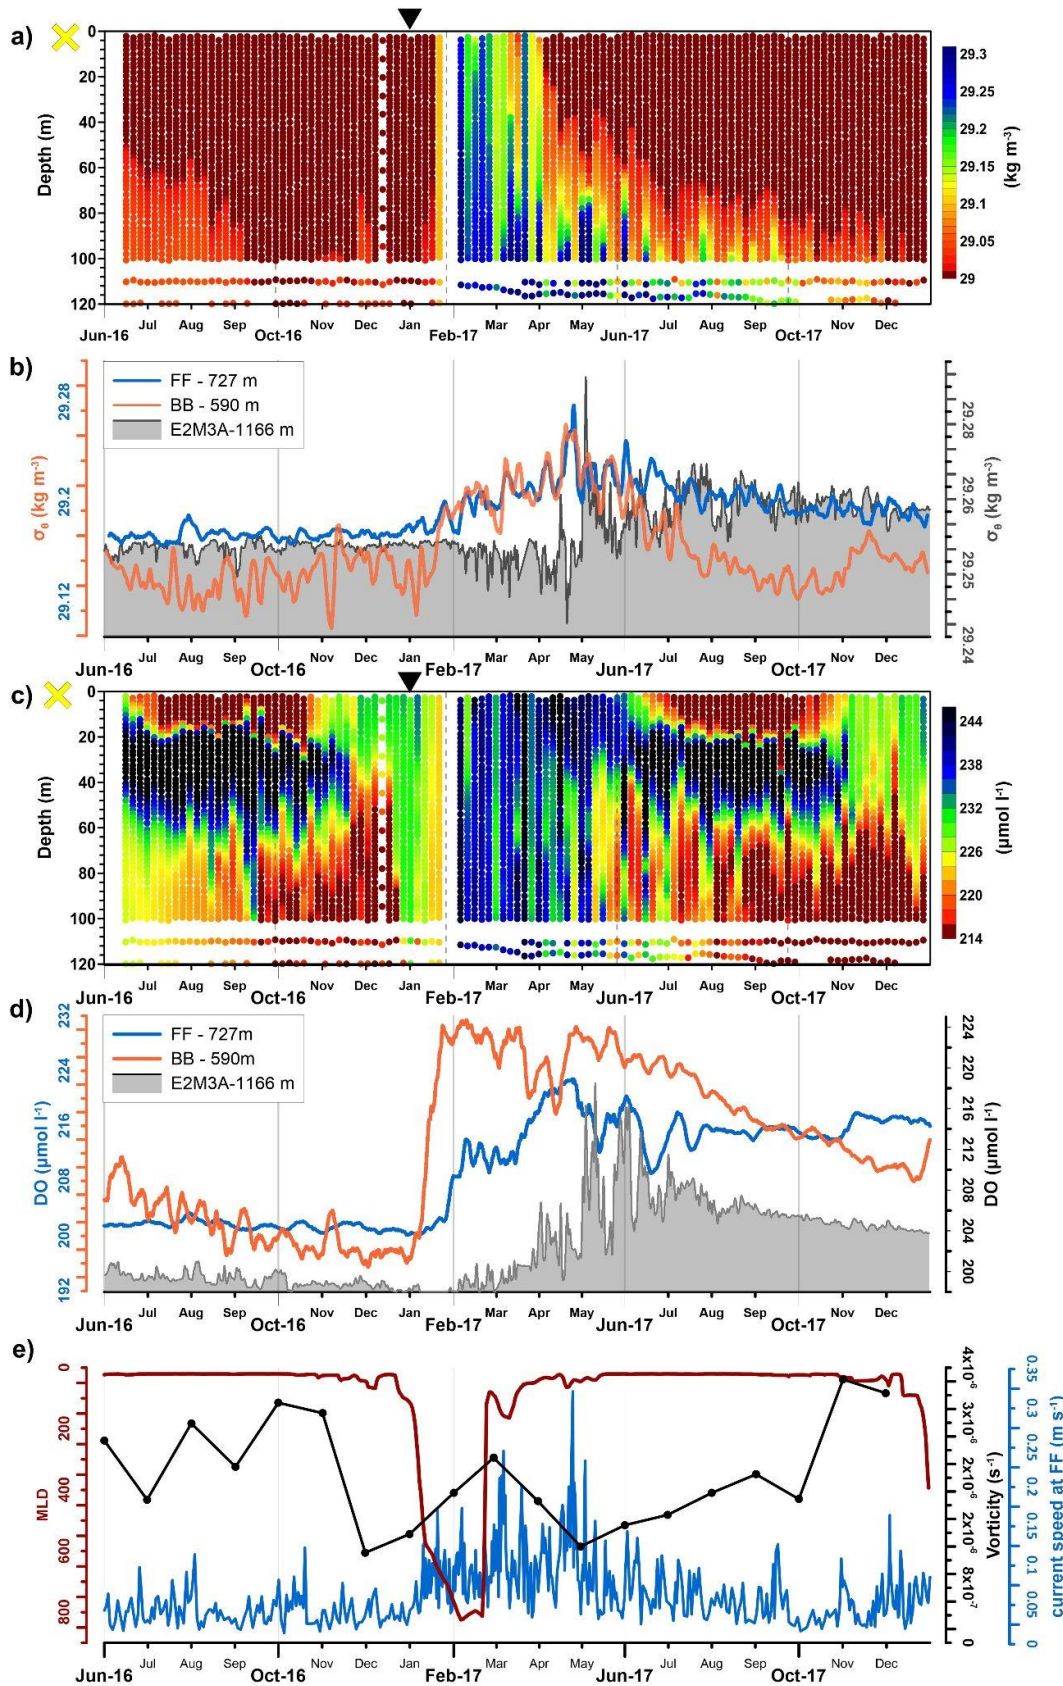 a)
0
20
40
60
80
100
120
Depth (m)
29.3
29.25
29.2
29.15
29.1
29.05
29
(kg m-3)
Jul Aug Sep Nov Dec Jan Mar Apr May Jul Aug Sep Nov Dec
Jun-16 Oct-16 Feb-17 Jun-17 Oct-17
b)
FF - 727 m
BB - 590 m
E2M3A-1166 m
29.28
29.2
29.12
σθ (kg m-3)
29.28
29.26
29.25
29.24
σθ (kg m-3)
Jul Aug Sep Nov Dec Jan Mar Apr May Jul Aug Sep Nov Dec
Jun-16 Oct-16 Feb-17 Jun-17 Oct-17
c)
0
20
40
60
80
100
120
Depth (m)
244
238
232
226
220
214
(µmol l-1)
Jul Aug Sep Nov Dec Jan Mar Apr May Jul Aug Sep Nov Dec
Jun-16 Oct-16 Feb-17 Jun-17 Oct-17
d)
FF - 727m
BB - 590m
E2M3A-1166 m
232
224
216
208
200
192
DO (µmol l-1)
224
220
216
212
208
204
200
DO (µmol l-1)
Jul Aug Sep Nov Dec Jan Mar Apr May Jul Aug Sep Nov Dec
Jun-16 Oct-16 Feb-17 Jun-17 Oct-17
e)
0
200
400
600
800
MLD
4x10-6
3x10-6
2x10-6
2x10-6
8x10-7
0
Vorticity (s-1)
0.35
0.3
0.25
0.2
0.15
0.1
0.05
0
current speed at FF (m s-1)
Jul Aug Sep Nov Dec Jan Mar Apr May Jul Aug Sep Nov Dec
Jun-16 Oct-16 Feb-17 Jun-17 Oct-17